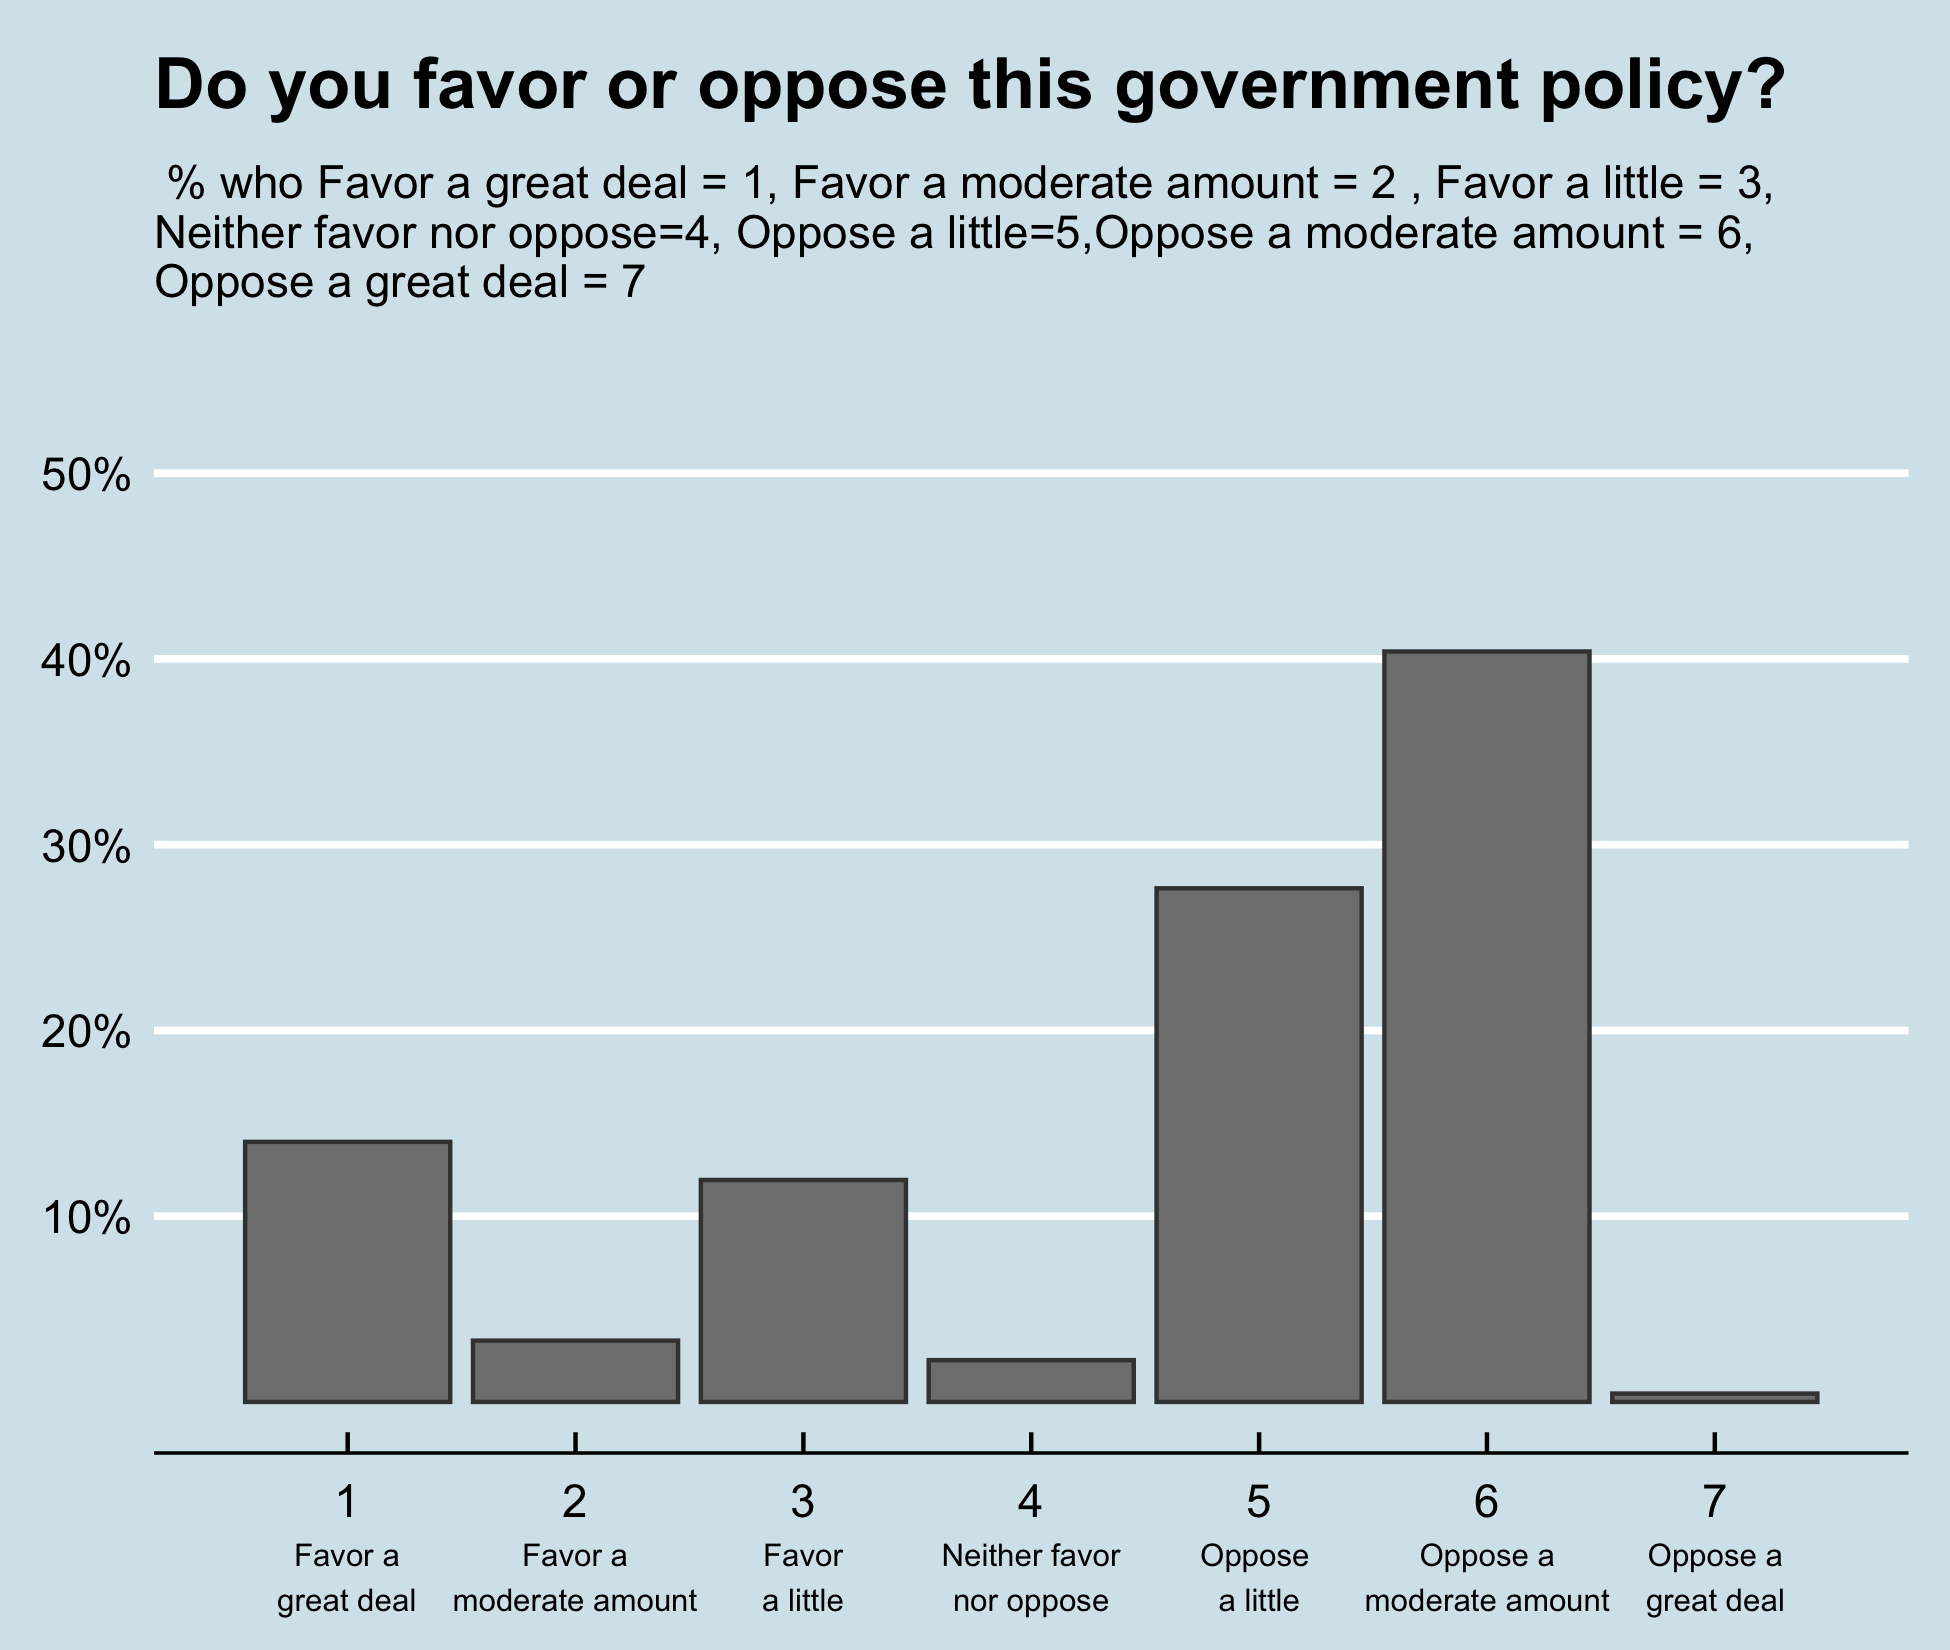 Do you favor or oppose this government policy?
% who Favor a great deal = 1, Favor a moderate amount = 2 , Favor a little = 3,
Neither favor nor oppose=4, Oppose a little=5,Oppose a moderate amount = 6,
Oppose a great deal = 7
50%
40%
30%
20%
10%
1 2 3 4 5 6 7
Favor a Favor a Favor Neither favor Oppose Oppose a Oppose a
great deal moderate amount a little nor oppose a little moderate amount great deal